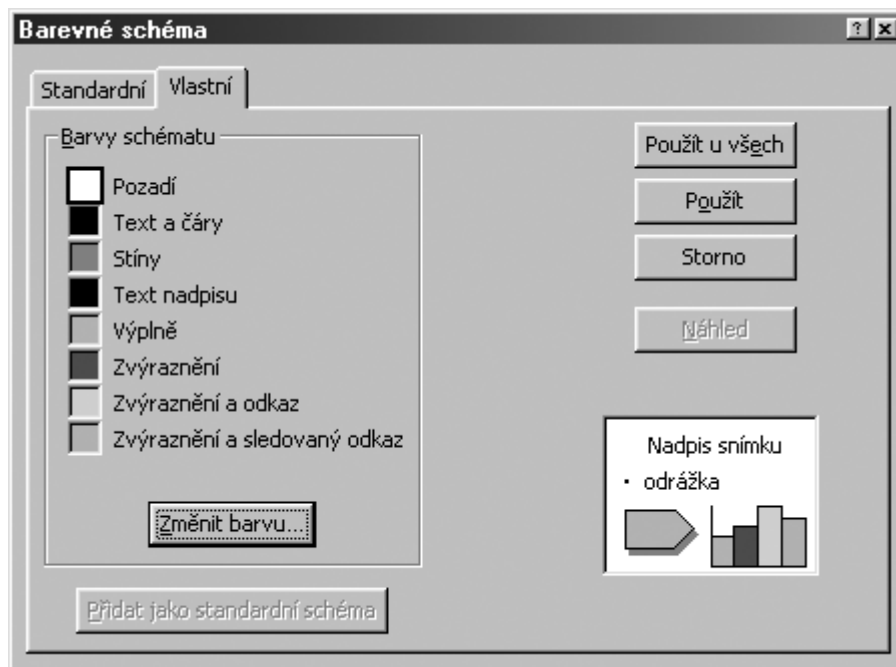 Barevné schéma
Standardní
Vlastní
Barvy schématu
Pozadí
Text a čáry
Stíny
Text nadpisu
Výplně
Zvýraznění
Zvýraznění a odkaz
Zvýraznění a sledovaný odkaz
Změnit barvu...
Přidat jako standardní schéma
Použít u všech
Použít
Storno
Náhled
Nadpis snímku
• odrážka